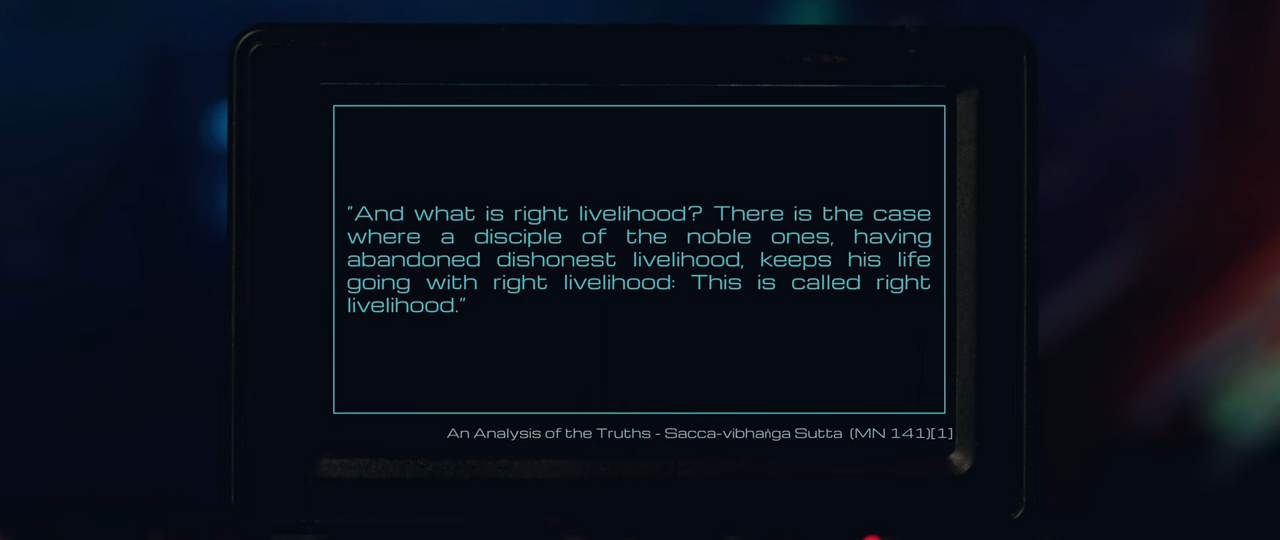 "And what is right livelihood? There is the case
where a disciple of the noble ones, having
abandoned dishonest livelihood, keeps his life
going with right livelihood: This is called right
livelihood."
An Analysis of the Truths - Sacca-vibhaṅga Sutta (MN 141)[1]